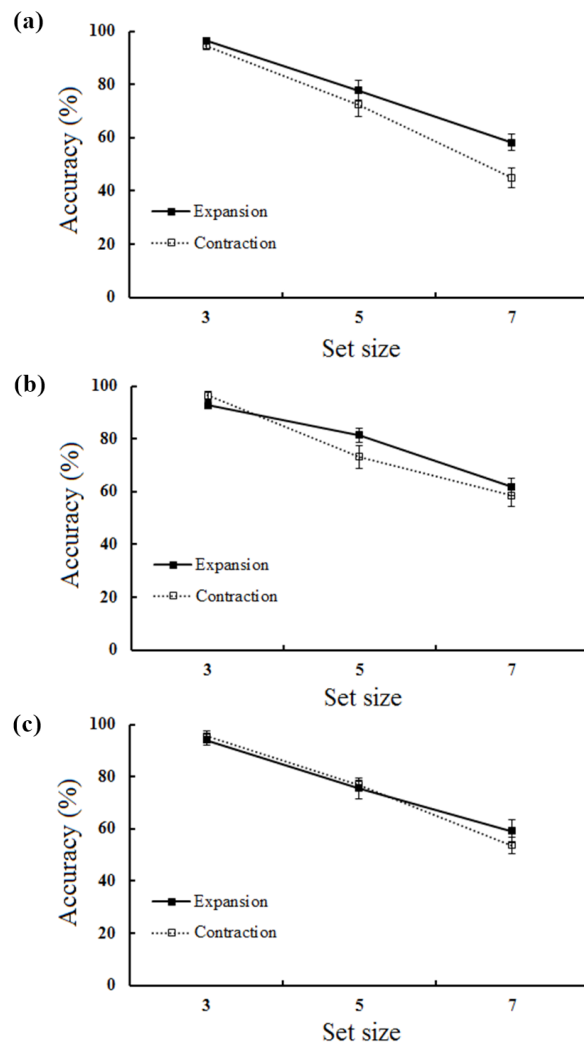 (a)
Accuracy (%)
100
80
60
40
20
0
Expansion
Contraction
3 5 7
Set size
(b)
Accuracy (%)
100
80
60
40
20
0
Expansion
Contraction
3 5 7
Set size
(c)
Accuracy (%)
100
80
60
40
20
0
Expansion
Contraction
3 5 7
Set size